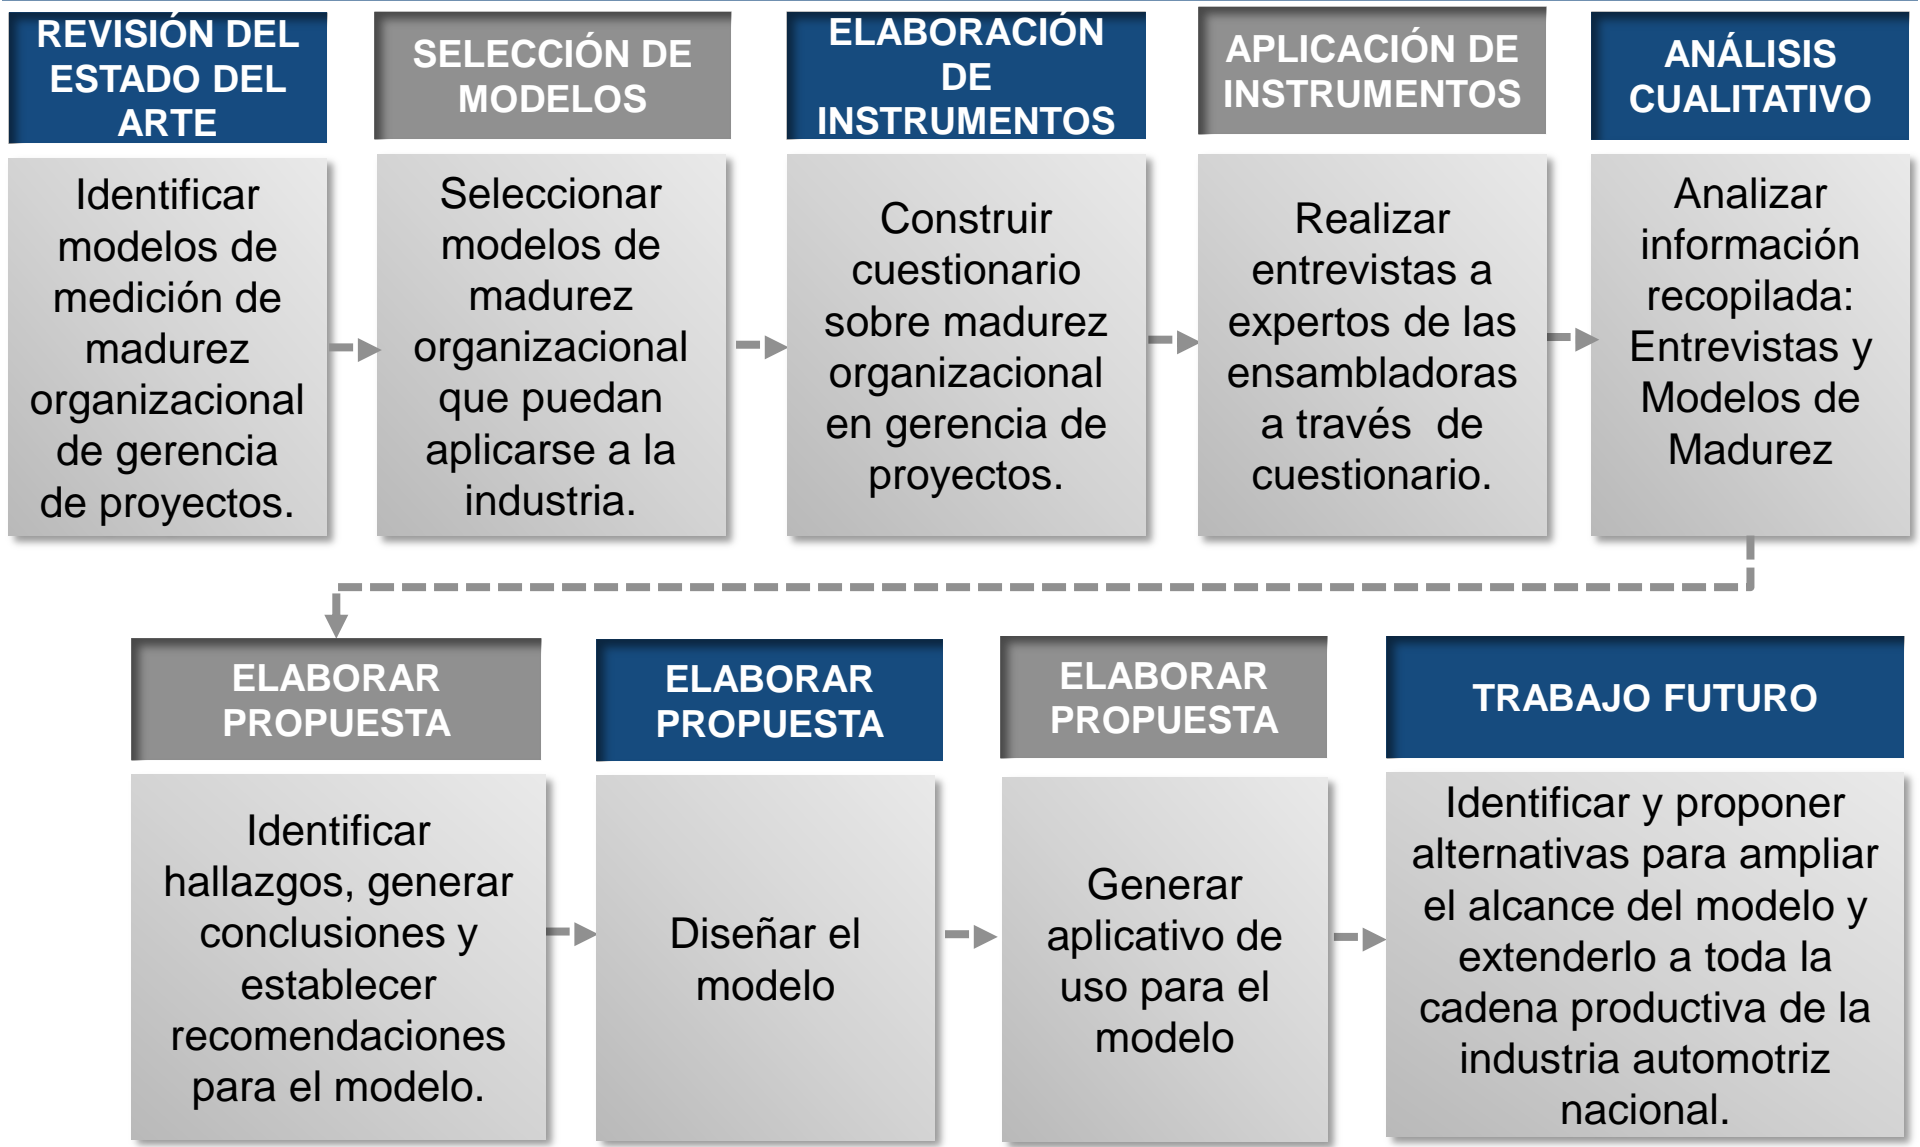 REVISIÓN DEL
ESTADO DEL
ARTE
Identificar
modelos de
medición de
madurez
organizacional
de gerencia
de proyectos.
SELECCIÓN DE
MODELOS
Seleccionar
modelos de
madurez
organizacional
que puedan
aplicarse a la
industria.
ELABORACIÓN
DE
INSTRUMENTOS
Construir
cuestionario
sobre madurez
organizacional
en gerencia de
proyectos.
APLICACIÓN DE
INSTRUMENTOS
Realizar
entrevistas a
expertos de las
ensambladoras
a través de
cuestionario.
ANÁLISIS
CUALITATIVO
Analizar
información
recopilada:
Entrevistas y
Modelos de
Madurez
ELABORAR
PROPUESTA
Identificar
hallazgos, generar
conclusiones y
establecer
recomendaciones
para el modelo.
ELABORAR
PROPUESTA
Diseñar el
modelo
ELABORAR
PROPUESTA
Generar
aplicativo de
uso para el
modelo
TRABAJO FUTURO
Identificar y proponer
alternativas para ampliar
el alcance del modelo y
extenderlo a toda la
cadena productiva de la
industria automotriz
nacional.